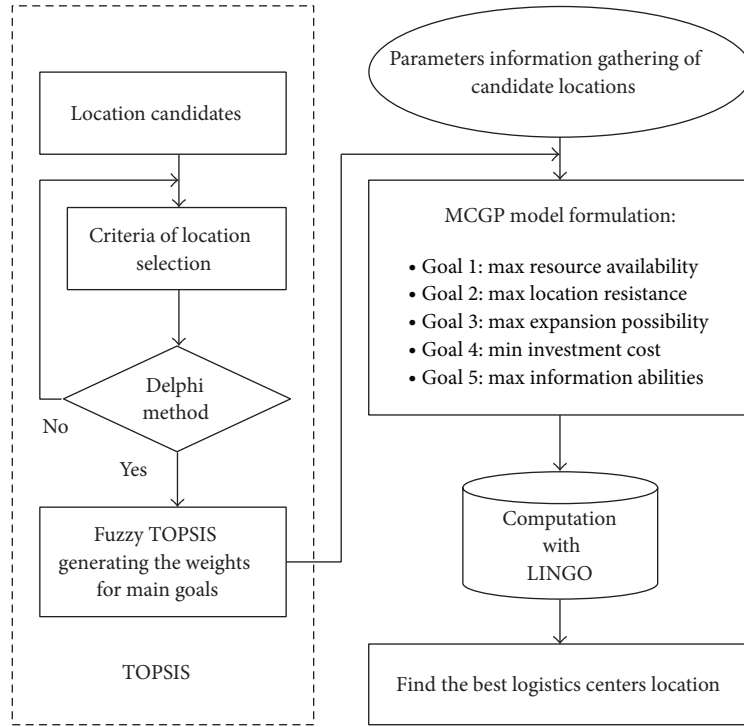 Location candidates
Criteria of location
selection
Delphi
method
No
Yes
Fuzzy TOPSIS
generating the weights
for main goals
TOPSIS
Parameters information gathering of
candidate locations
MCGP model formulation:
• Goal 1: max resource availability
• Goal 2: max location resistance
• Goal 3: max expansion possibility
• Goal 4: min investment cost
• Goal 5: max information abilities
Computation
with
LINGO
Find the best logistics centers location